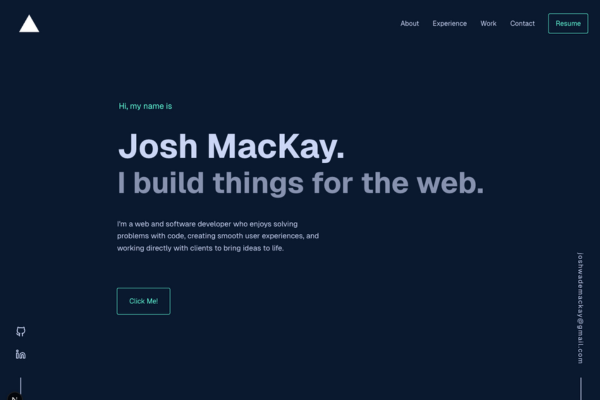 About Experience Work Contact Resume
Hi, my name is
Josh MacKay.
I build things for the web.
I'm a web and software developer who enjoys solving
problems with code, creating smooth user experiences, and
working directly with clients to bring ideas to life.
Click Me!
joshwademackay@gmail.com